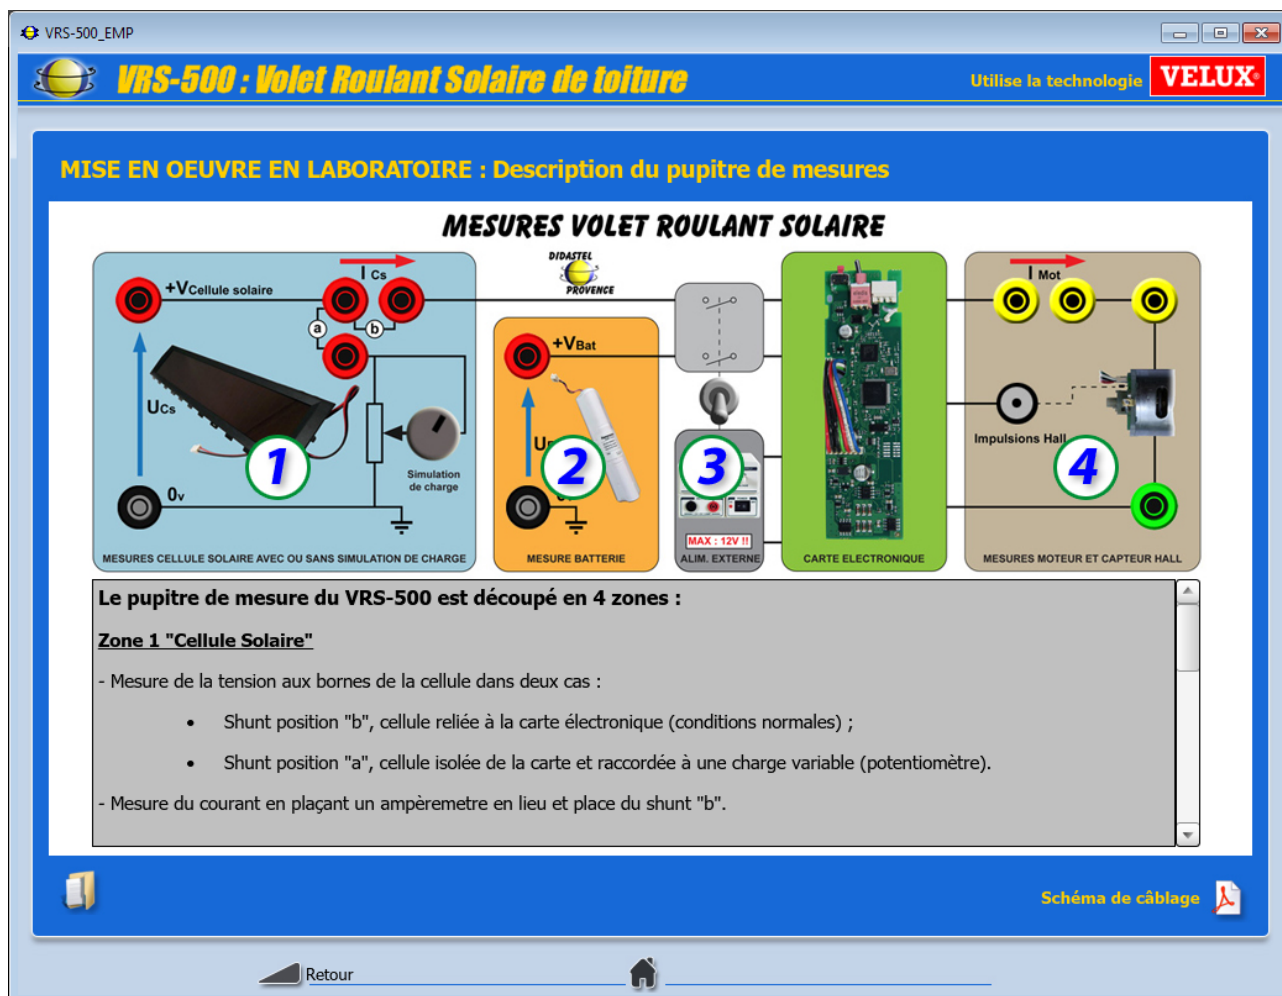 VRS-500_EMP
VRS-500 : Volet Roulant Solaire de toiture
Utilise la technologie VELUX
MISE EN OEUVRE EN LABORATOIRE : Description du pupitre de mesures
MESURES VOLET ROULANT SOLAIRE
DIDASTEL
PROVENCE
I Cs
I Mot
+VCellule solaire
a
b
+VBat
UCs
U
Impulsions Hall
1
2
3
4
Simulation
de charge
0v
MAX : 12V !!
MESURES CELLULE SOLAIRE AVEC OU SANS SIMULATION DE CHARGE
MESURE BATTERIE
ALIM. EXTERNE
CARTE ELECTRONIQUE
MESURES MOTEUR ET CAPTEUR HALL
Le pupitre de mesure du VRS-500 est découpé en 4 zones :
Zone 1 "Cellule Solaire"
- Mesure de la tension aux bornes de la cellule dans deux cas :
• Shunt position "b", cellule reliée à la carte électronique (conditions normales) ;
• Shunt position "a", cellule isolée de la carte et raccordée à une charge variable (potentiomètre).
- Mesure du courant en plaçant un ampèremetre en lieu et place du shunt "b".
Schéma de câblage
Retour